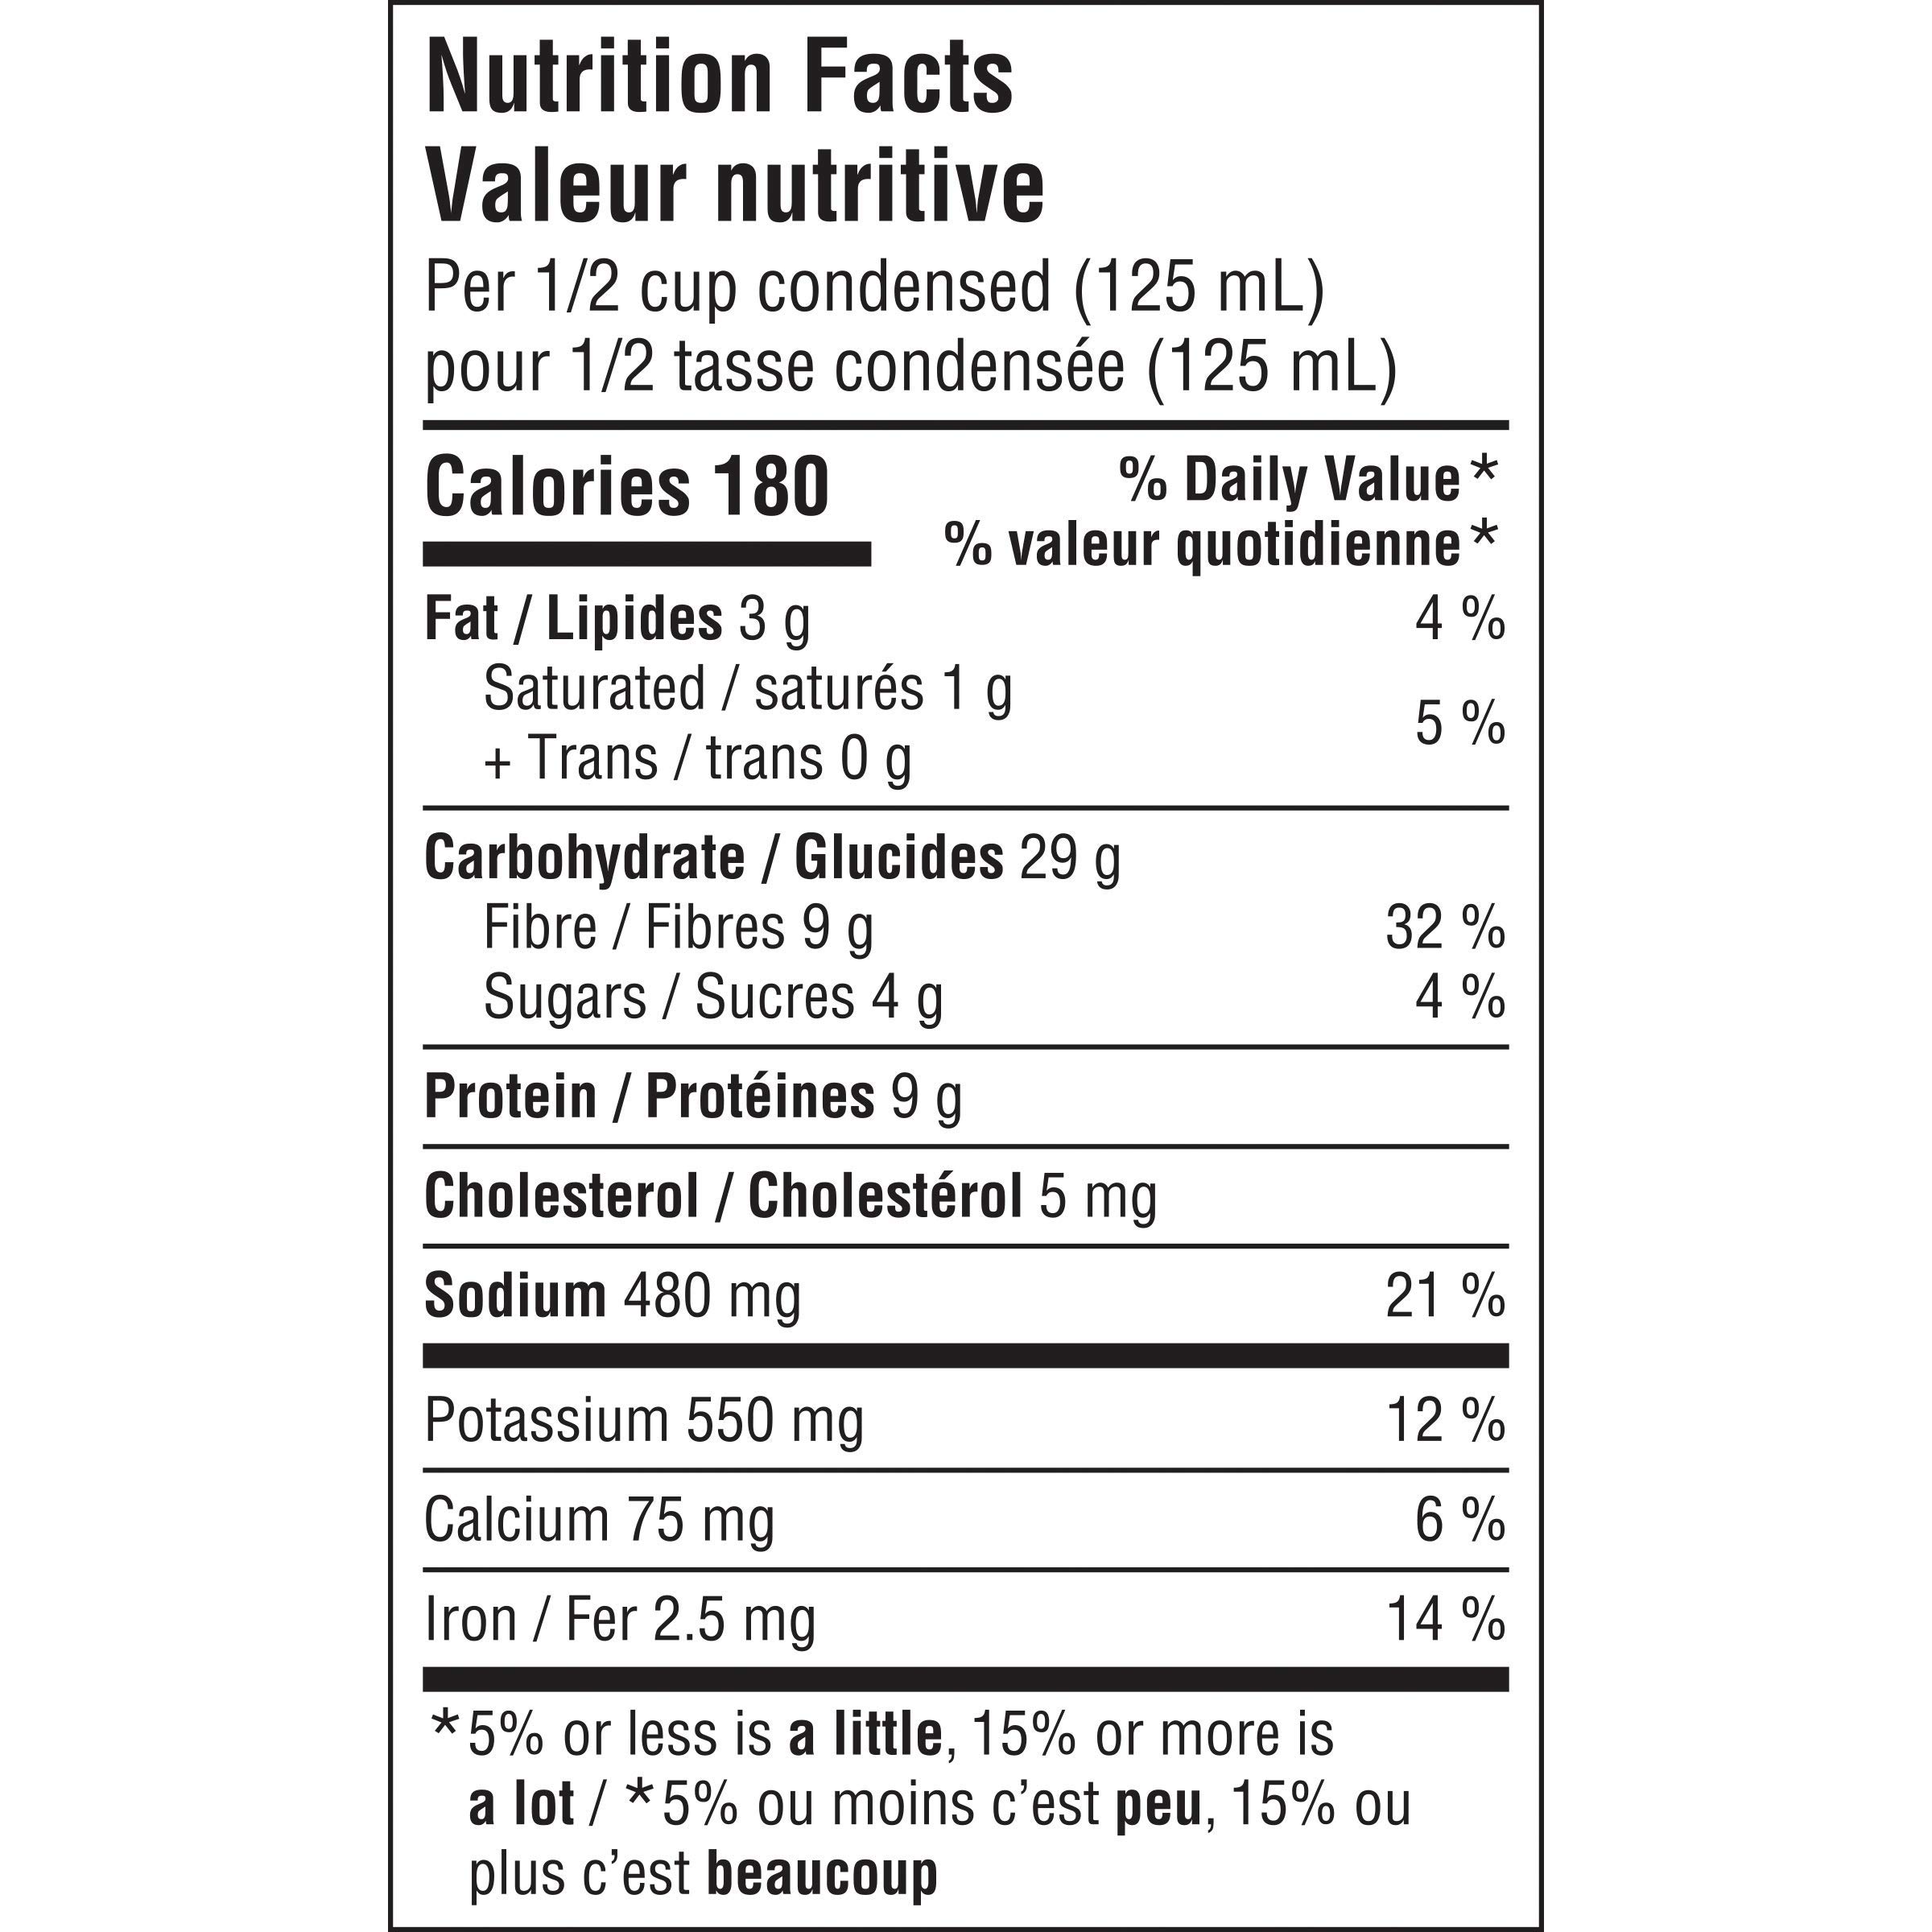 Nutrition Facts
Valeur nutritive
Per 1/2 cup condensed (125 mL)
pour 1/2 tasse condensée (125 mL)
Calories 180
% Daily Value*
% valeur quotidienne*
Fat / Lipides 3 g 4 %
Saturated / saturés 1 g
+ Trans / trans 0 g 5 %
Carbohydrate / Glucides 29 g
Fibre / Fibres 9 g 32 %
Sugars / Sucres 4 g 4 %
Protein / Protéines 9 g
Cholesterol / Cholestérol 5 mg
Sodium 480 mg 21 %
Potassium 550 mg 12 %
Calcium 75 mg 6 %
Iron / Fer 2.5 mg 14 %
*5% or less is a little, 15% or more is
a lot / *5% ou moins c’est peu, 15% ou
plus c’est beaucoup